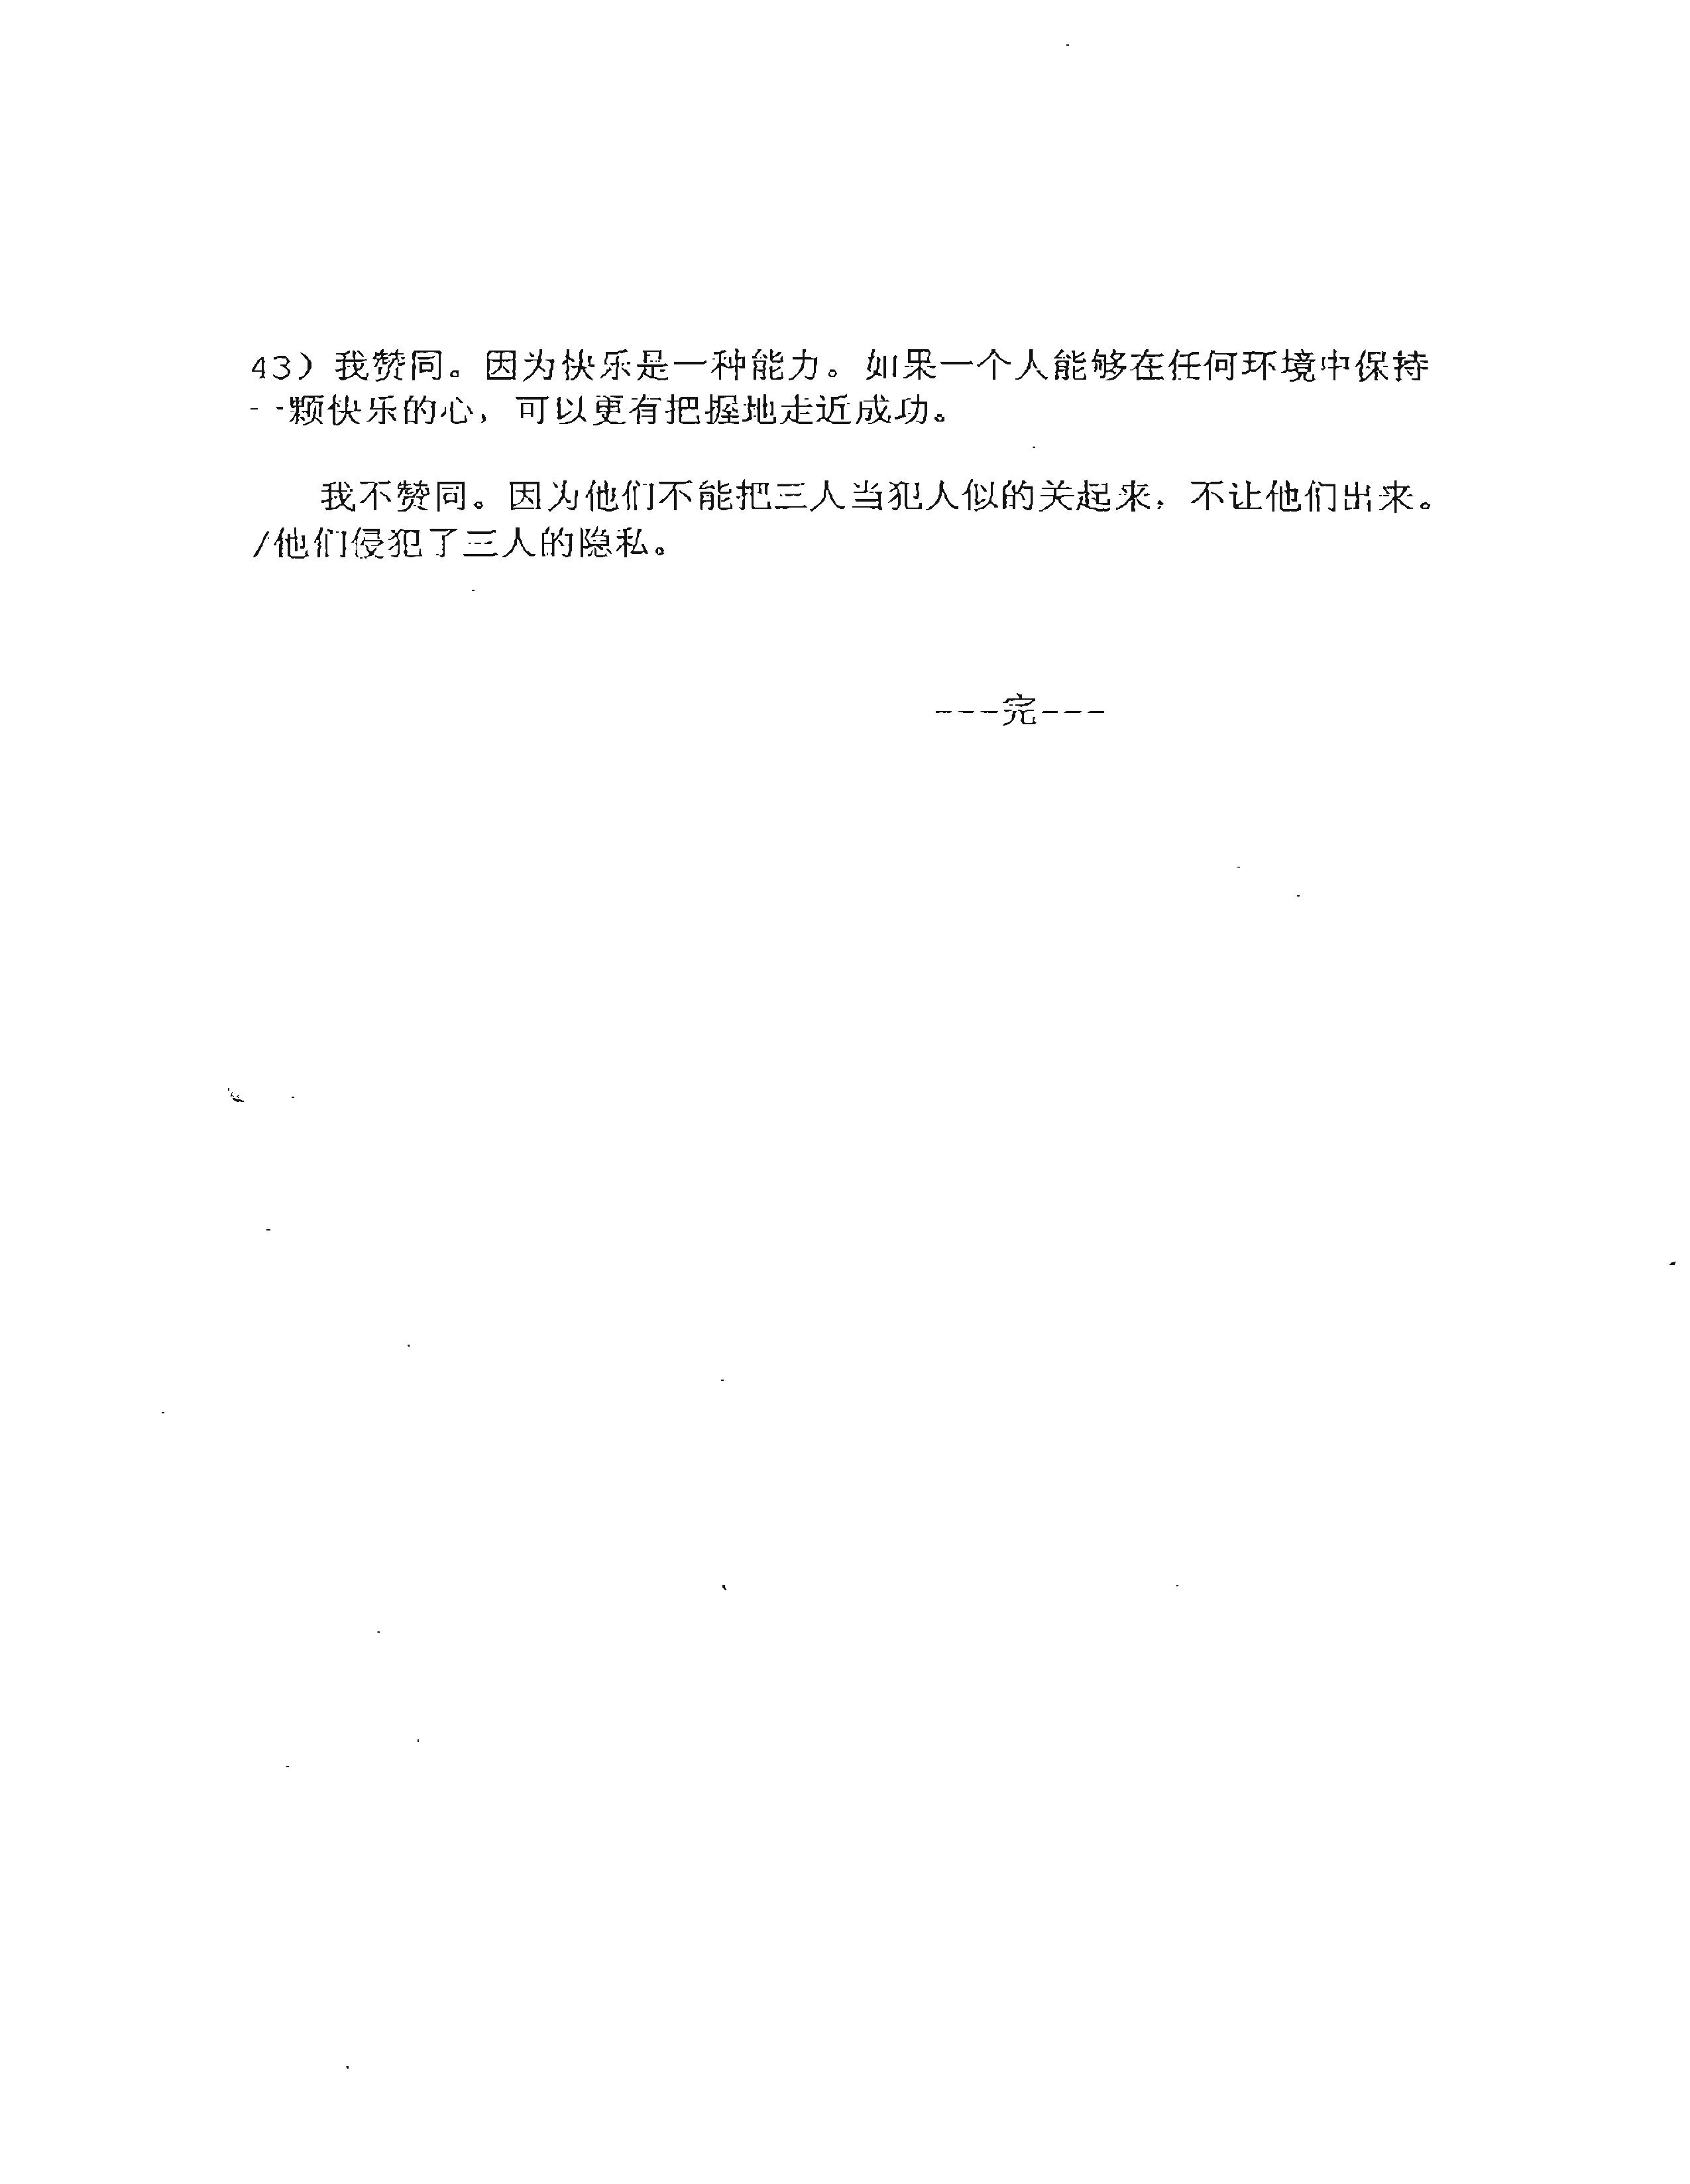 43）我赞同。因为快乐是一种能力。如果一个人能够在任何环境中保持
一颗快乐的心，可以更有把握地走近成功。
我不赞同。因为他们不能把三人当犯人似的关起来，不让他们出来。
/他们侵犯了三人的隐私。
---完---